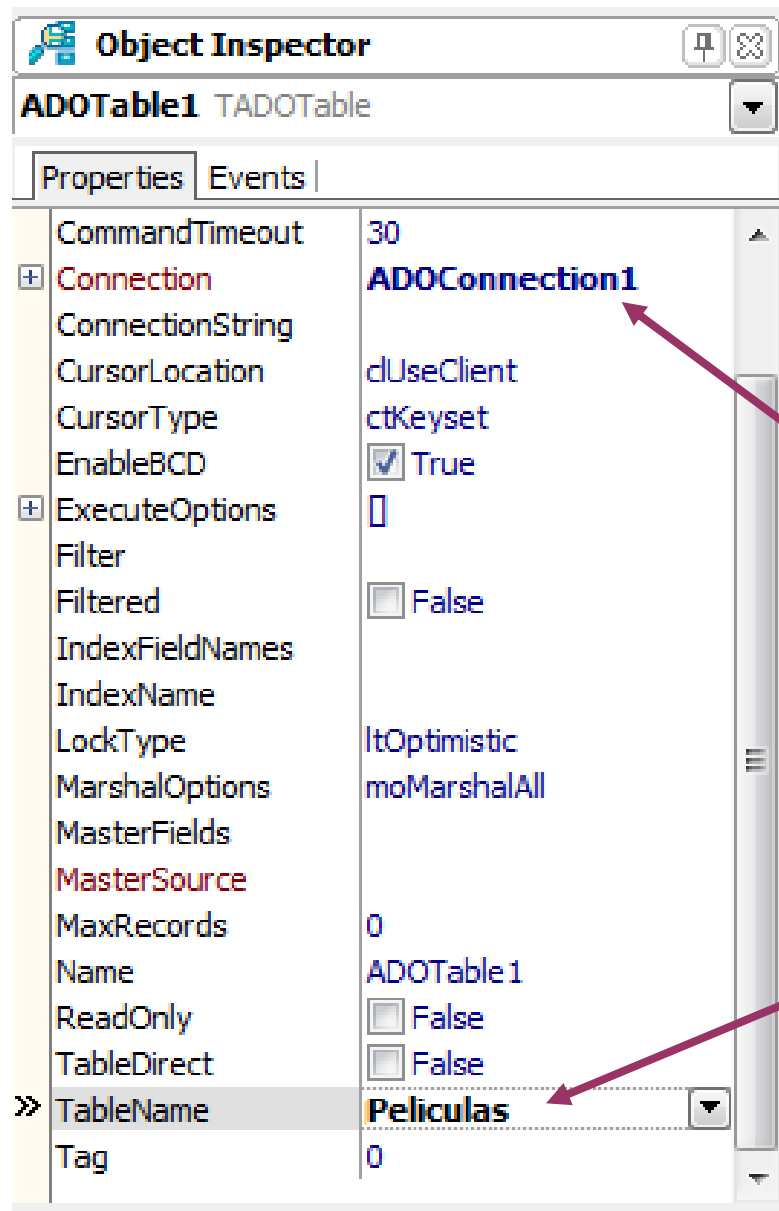 Object Inspector
ADOTable1 TADOTable
Properties Events
CommandTimeout 30
Connection ADOConnection1
ConnectionString
CursorLocation clUseClient
CursorType ctKeyset
EnableBCD True
ExecuteOptions []
Filter
Filtered False
IndexFieldNames
IndexName
LockType ltOptimistic
MarshalOptions moMarshalAll
MasterFields
MasterSource
MaxRecords 0
Name ADOTable1
ReadOnly False
TableDirect False
TableName Peliculas
Tag 0